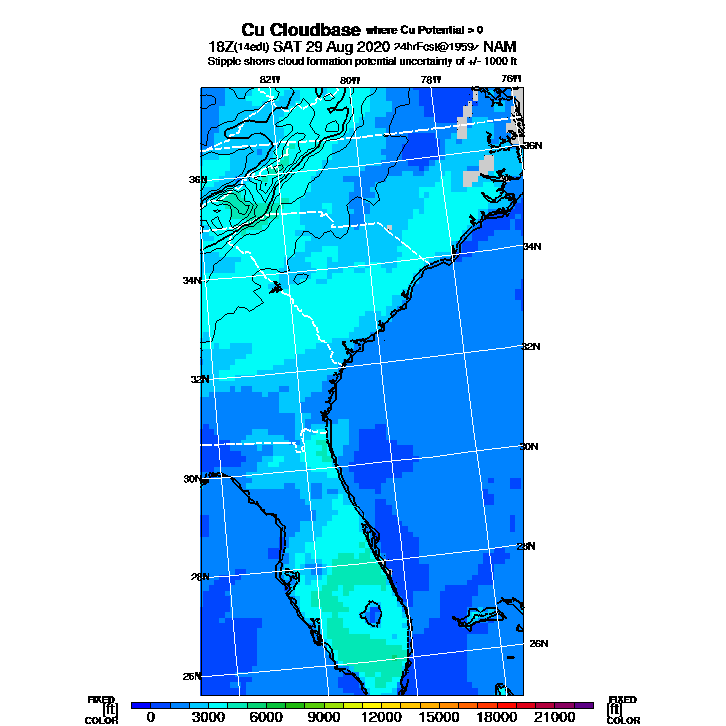 Cu Cloudbase where Cu Potential > 0
18Z(14edt) SAT 29 Aug 2020 24hrFcst@1959z NAM
Stipple shows cloud formation potential uncertainty of +/- 1000 ft
82W 80W 78W 76W
36N
36N
34N
34N
32N
32N
30N
30N
28N
28N
26N
26N
FIXED FIXED
[ft] 0 3000 6000 9000 12000 15000 18000 21000 [ft]
COLOR COLOR